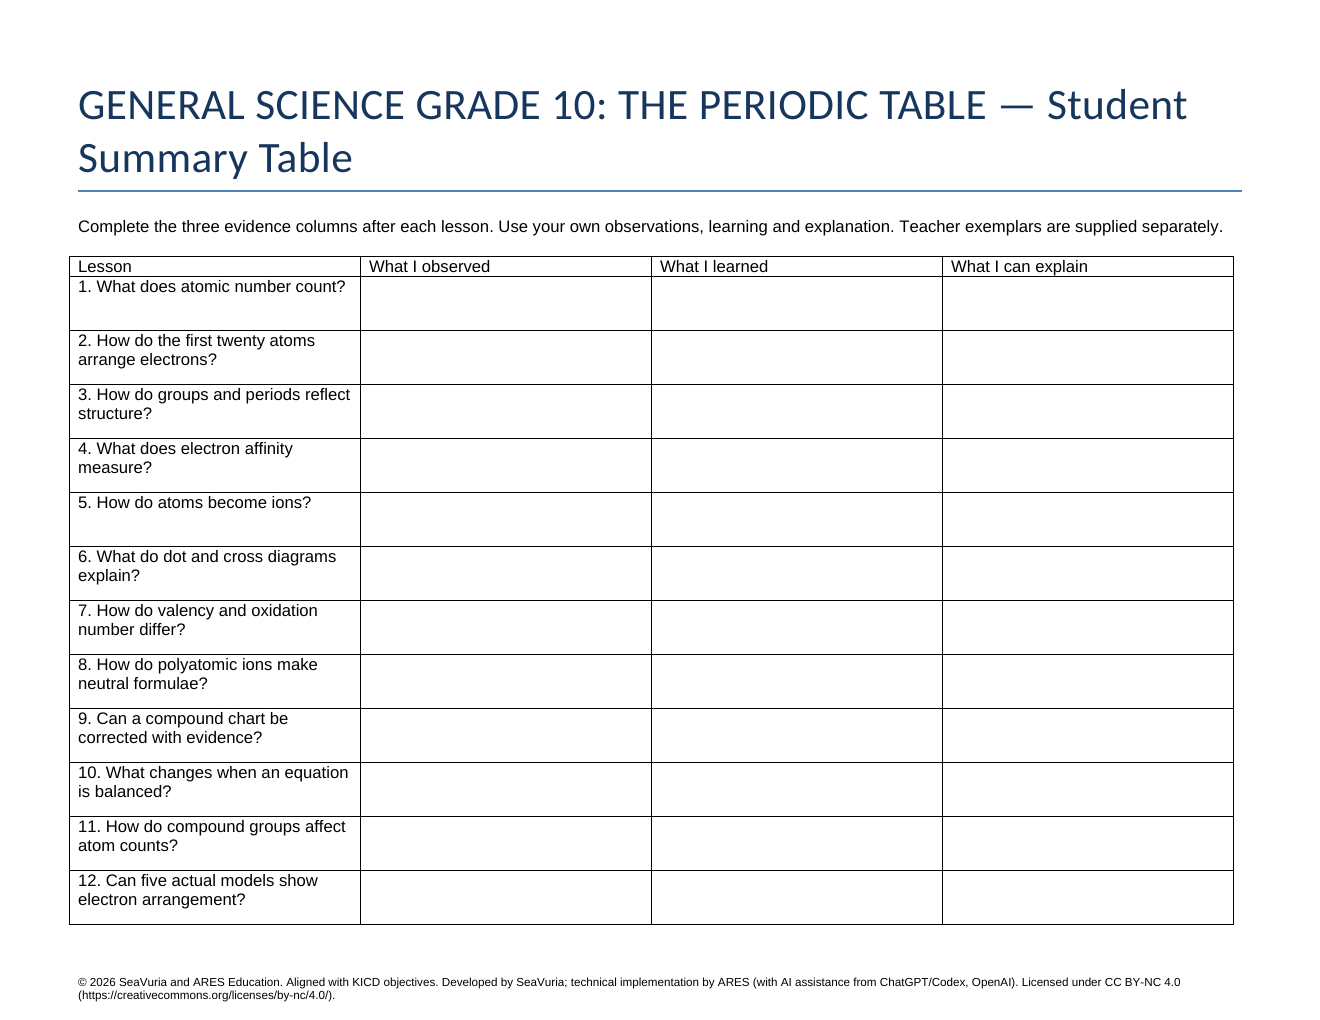 GENERAL SCIENCE GRADE 10: THE PERIODIC TABLE — Student
Summary Table
Complete the three evidence columns after each lesson. Use your own observations, learning and explanation. Teacher exemplars are supplied separately.
Lesson What I observed What I learned What I can explain
1. What does atomic number count?
2. How do the first twenty atoms
arrange electrons?
3. How do groups and periods reflect
structure?
4. What does electron affinity
measure?
5. How do atoms become ions?
6. What do dot and cross diagrams
explain?
7. How do valency and oxidation
number differ?
8. How do polyatomic ions make
neutral formulae?
9. Can a compound chart be
corrected with evidence?
10. What changes when an equation
is balanced?
11. How do compound groups affect
atom counts?
12. Can five actual models show
electron arrangement?
© 2026 SeaVuria and ARES Education. Aligned with KICD objectives. Developed by SeaVuria; technical implementation by ARES (with AI assistance from ChatGPT/Codex, OpenAI). Licensed under CC BY-NC 4.0
(https://creativecommons.org/licenses/by-nc/4.0/).